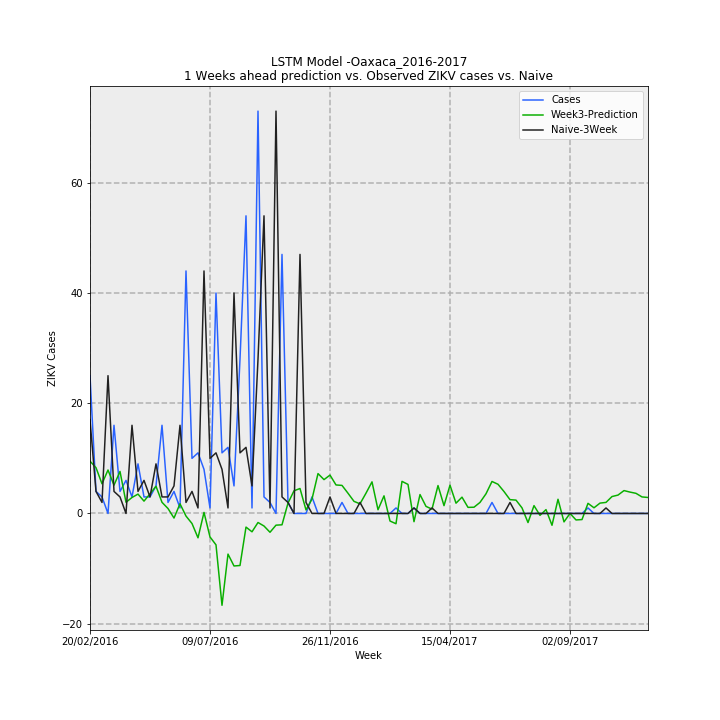 LSTM Model -Oaxaca_2016-2017
1 Weeks ahead prediction vs. Observed ZIKV cases vs. Naive
Cases
Week3-Prediction
Naive-3Week
ZIKV Cases
60
40
20
0
−20
20/02/2016
09/07/2016
26/11/2016
15/04/2017
02/09/2017
Week